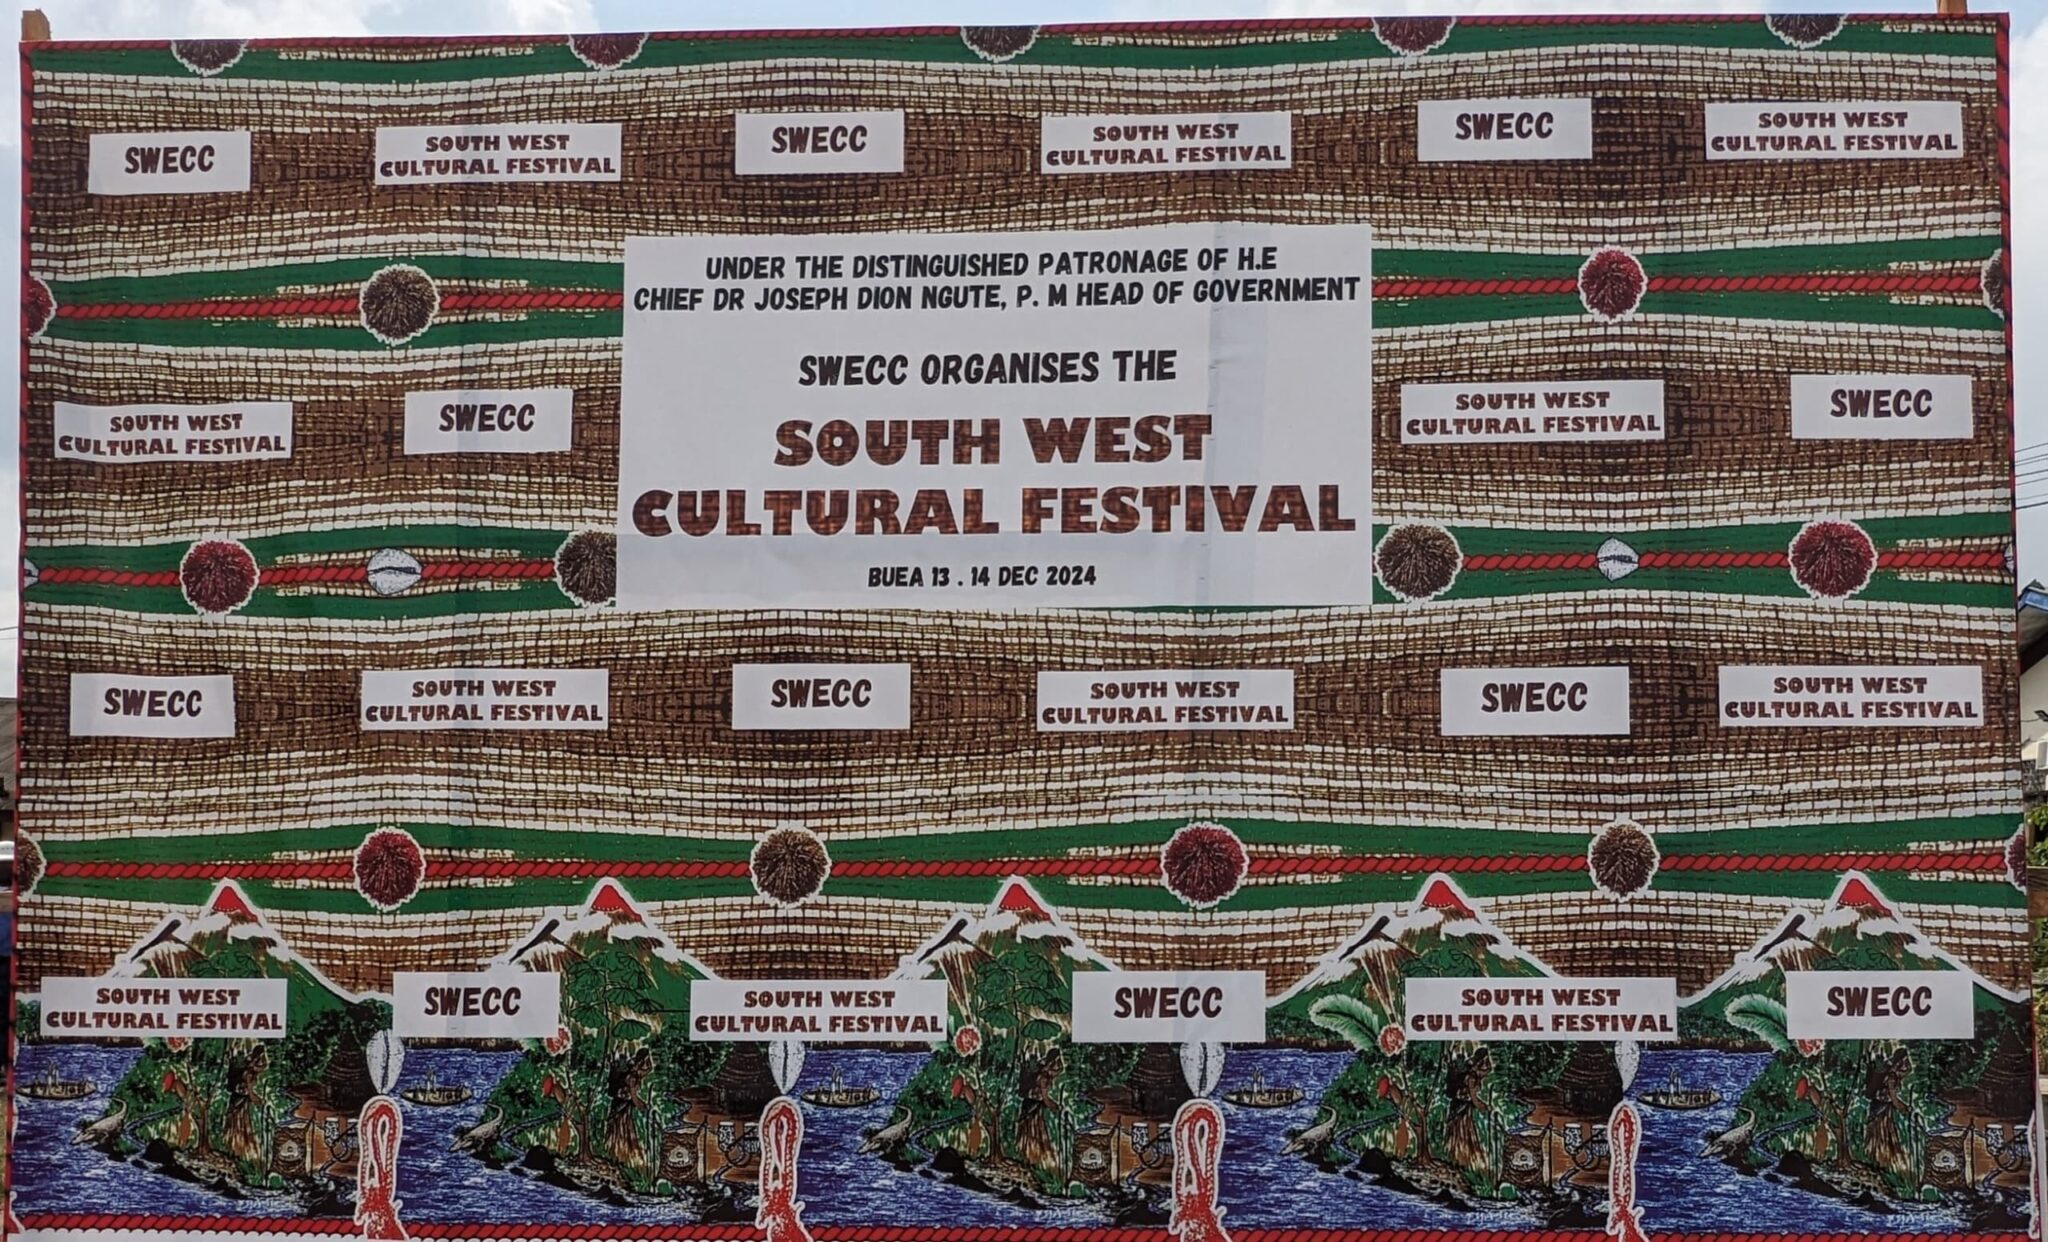 SWECC
SOUTH WEST
CULTURAL FESTIVAL
SWECC
SOUTH WEST
CULTURAL FESTIVAL
SWECC
SOUTH WEST
CULTURAL FESTIVAL
UNDER THE DISTINGUISHED PATRONAGE OF H.E
CHIEF DR JOSEPH DION NGUTE, P. M HEAD OF GOVERNMENT
SWECC ORGANISES THE
SOUTH WEST
CULTURAL FESTIVAL
BUEA 13 . 14 DEC 2024
SOUTH WEST
CULTURAL FESTIVAL
SWECC
SOUTH WEST
CULTURAL FESTIVAL
SWECC
SWECC
SOUTH WEST
CULTURAL FESTIVAL
SWECC
SOUTH WEST
CULTURAL FESTIVAL
SWECC
SOUTH WEST
CULTURAL FESTIVAL
SOUTH WEST
CULTURAL FESTIVAL
SWECC
SOUTH WEST
CULTURAL FESTIVAL
SWECC
SOUTH WEST
CULTURAL FESTIVAL
SWECC